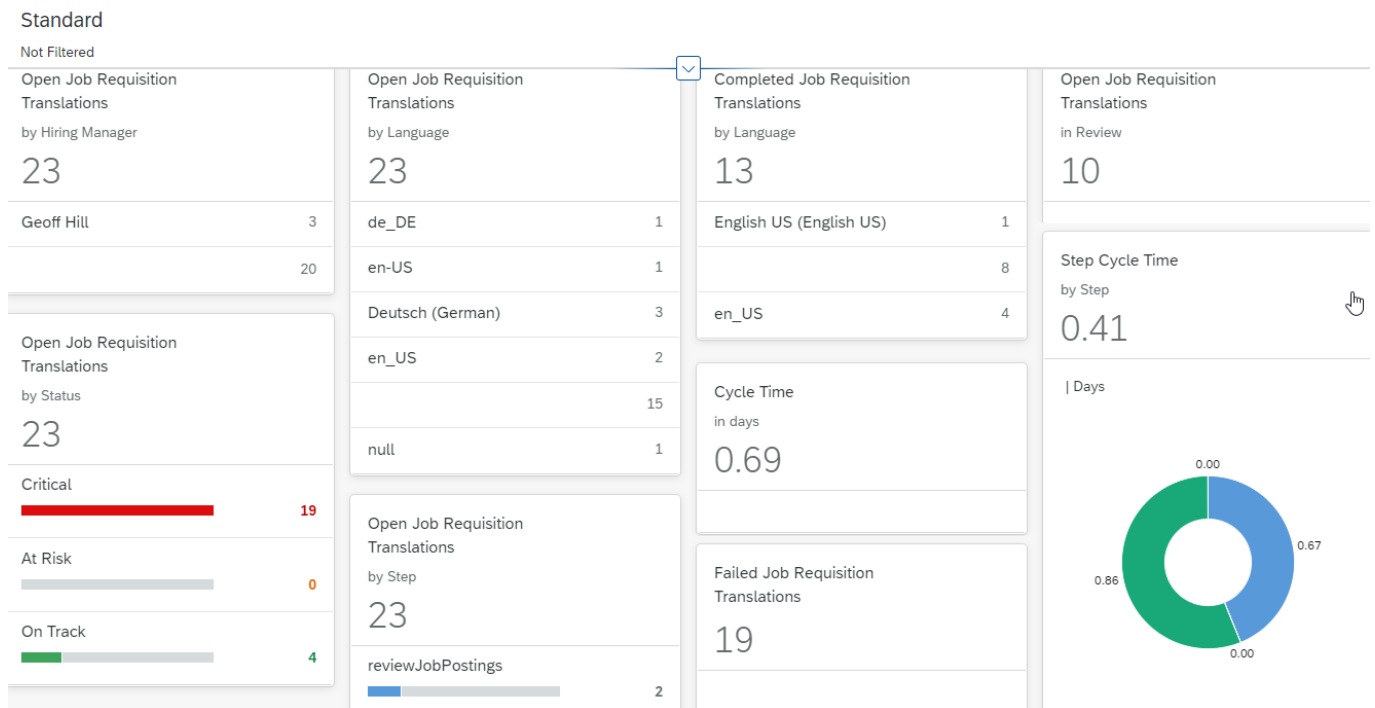 Standard
Not Filtered
Open Job Requisition
Translations
by Hiring Manager
23
Geoff Hill 3
20
Open Job Requisition
Translations
by Status
23
Critical
19
At Risk
0
On Track
4
Open Job Requisition
Translations
by Language
23
de_DE 1
en-US 1
Deutsch (German) 3
en_US 2
15
null 1
Open Job Requisition
Translations
by Step
23
reviewJobPostings
2
Completed Job Requisition
Translations
by Language
13
English US (English US) 1
8
en_US 4
Cycle Time
in days
0.69
Failed Job Requisition
Translations
19
Open Job Requisition
Translations
in Review
10
Step Cycle Time
by Step
0.41
| Days
0.00
0.67
0.86
0.00